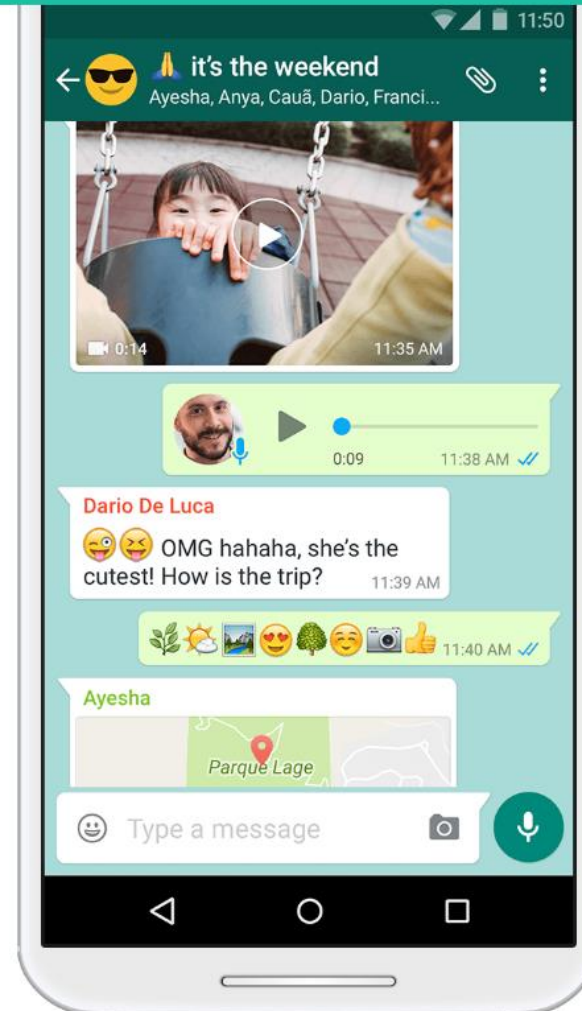 11:50
🙏 it’s the weekend
Ayesha, Anya, Cauã, Dario, Franci...
0:14 11:35 AM
0:09 11:38 AM
Dario De Luca
😜😝 OMG hahaha, she’s the
cutest! How is the trip? 11:39 AM
🌿🌤️🏞️😍🌳☺️📷👍 11:40 AM
Ayesha
Parque Lage
Type a message